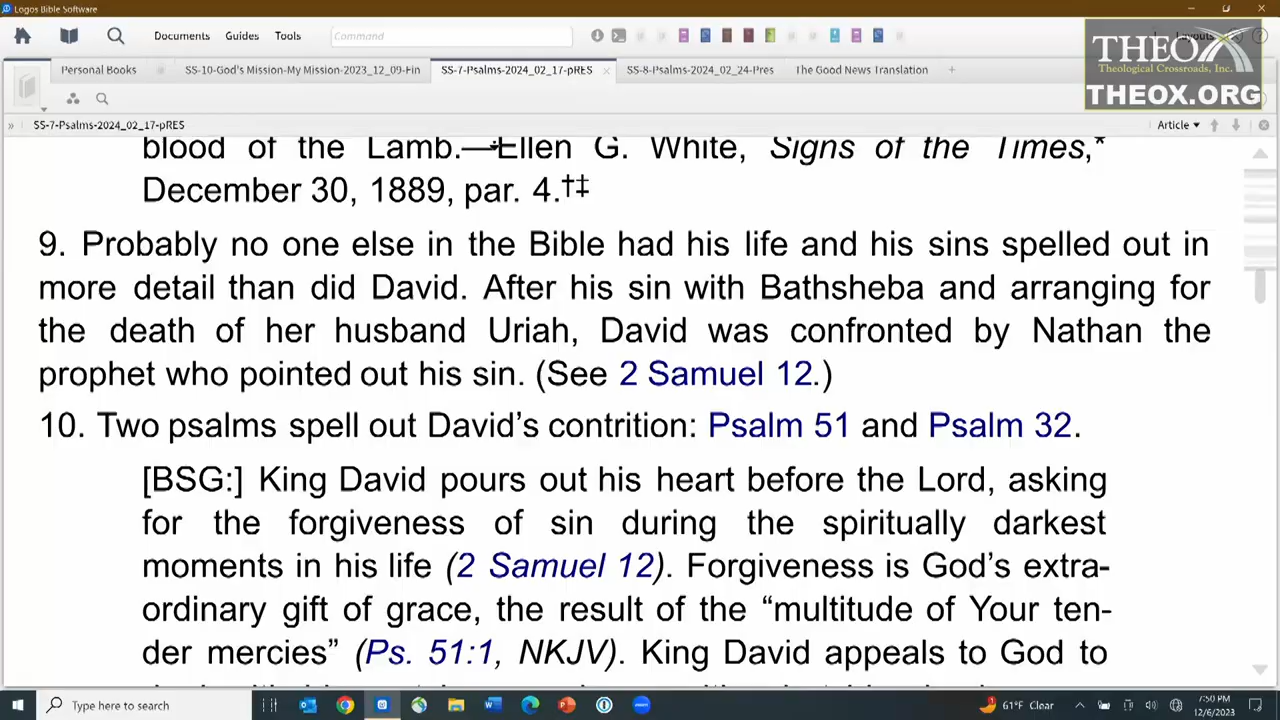 Logos Bible Software
Documents Guides Tools Command Layouts
THEOX
Theological Crossroads, Inc.
THEOX.ORG
Personal Books SS-10-God's Mission-My Mission-2023_12_09-Fin SS-7-Psalms-2024_02_17-pRES SS-8-Psalms-2024_02_24-Pres The Good News Translation
SS-7-Psalms-2024_02_17-pRES Article
blood of the Lamb.—Ellen G. White, Signs of the Times,*
December 30, 1889, par. 4.†‡
9. Probably no one else in the Bible had his life and his sins spelled out in
more detail than did David. After his sin with Bathsheba and arranging for
the death of her husband Uriah, David was confronted by Nathan the
prophet who pointed out his sin. (See 2 Samuel 12.)
10. Two psalms spell out David’s contrition: Psalm 51 and Psalm 32.
[BSG:] King David pours out his heart before the Lord, asking
for the forgiveness of sin during the spiritually darkest
moments in his life (2 Samuel 12). Forgiveness is God’s extra-
ordinary gift of grace, the result of the “multitude of Your ten-
der mercies” (Ps. 51:1, NKJV). King David appeals to God to
Type here to search 61°F Clear 7:50 PM
12/6/2023